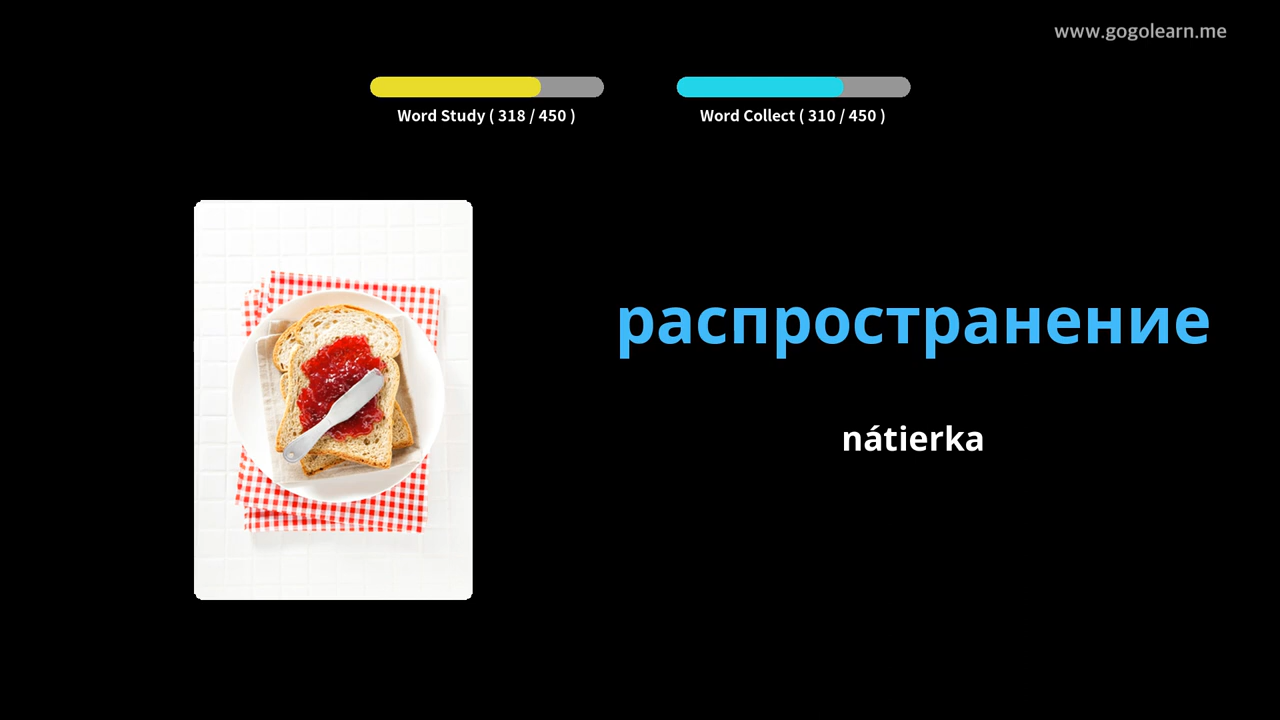 www.gogolearn.me
Word Study ( 318 / 450 )
Word Collect ( 310 / 450 )
распространение
nátierka